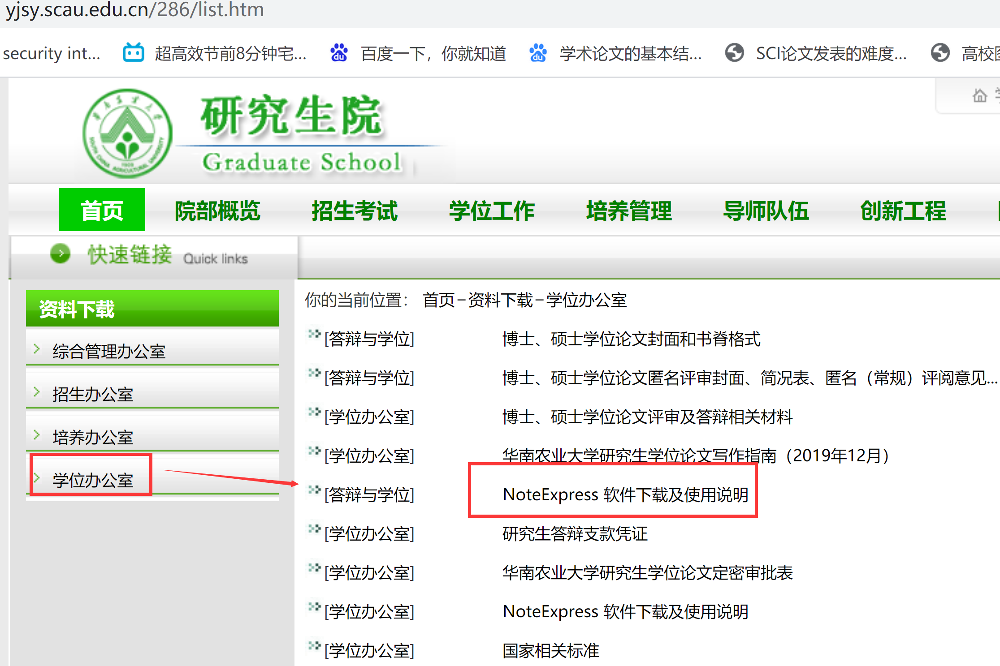 yjsy.scau.edu.cn/286/list.htm
security int... 超高效节前8分钟宅... 百度一下，你就知道 学术论文的基本结... SCI论文发表的难度... 高校
研究生院
Graduate School
SOUTH CHINA AGRICULTURAL UNIVERSITY
首页 院部概览 招生考试 学位工作 培养管理 导师队伍 创新工程
快速链接 Quick links
资料下载
综合管理办公室
招生办公室
培养办公室
学位办公室
你的当前位置： 首页－资料下载－学位办公室
[答辩与学位] 博士、硕士学位论文封面和书脊格式
[答辩与学位] 博士、硕士学位论文匿名评审封面、简况表、匿名（常规）评阅意见...
[学位办公室] 博士、硕士学位论文评审及答辩相关材料
[学位办公室] 华南农业大学研究生学位论文写作指南（2019年12月）
[答辩与学位] NoteExpress 软件下载及使用说明
[学位办公室] 研究生答辩支款凭证
[学位办公室] 华南农业大学研究生学位论文定密审批表
[学位办公室] NoteExpress 软件下载及使用说明
[学位办公室] 国家相关标准